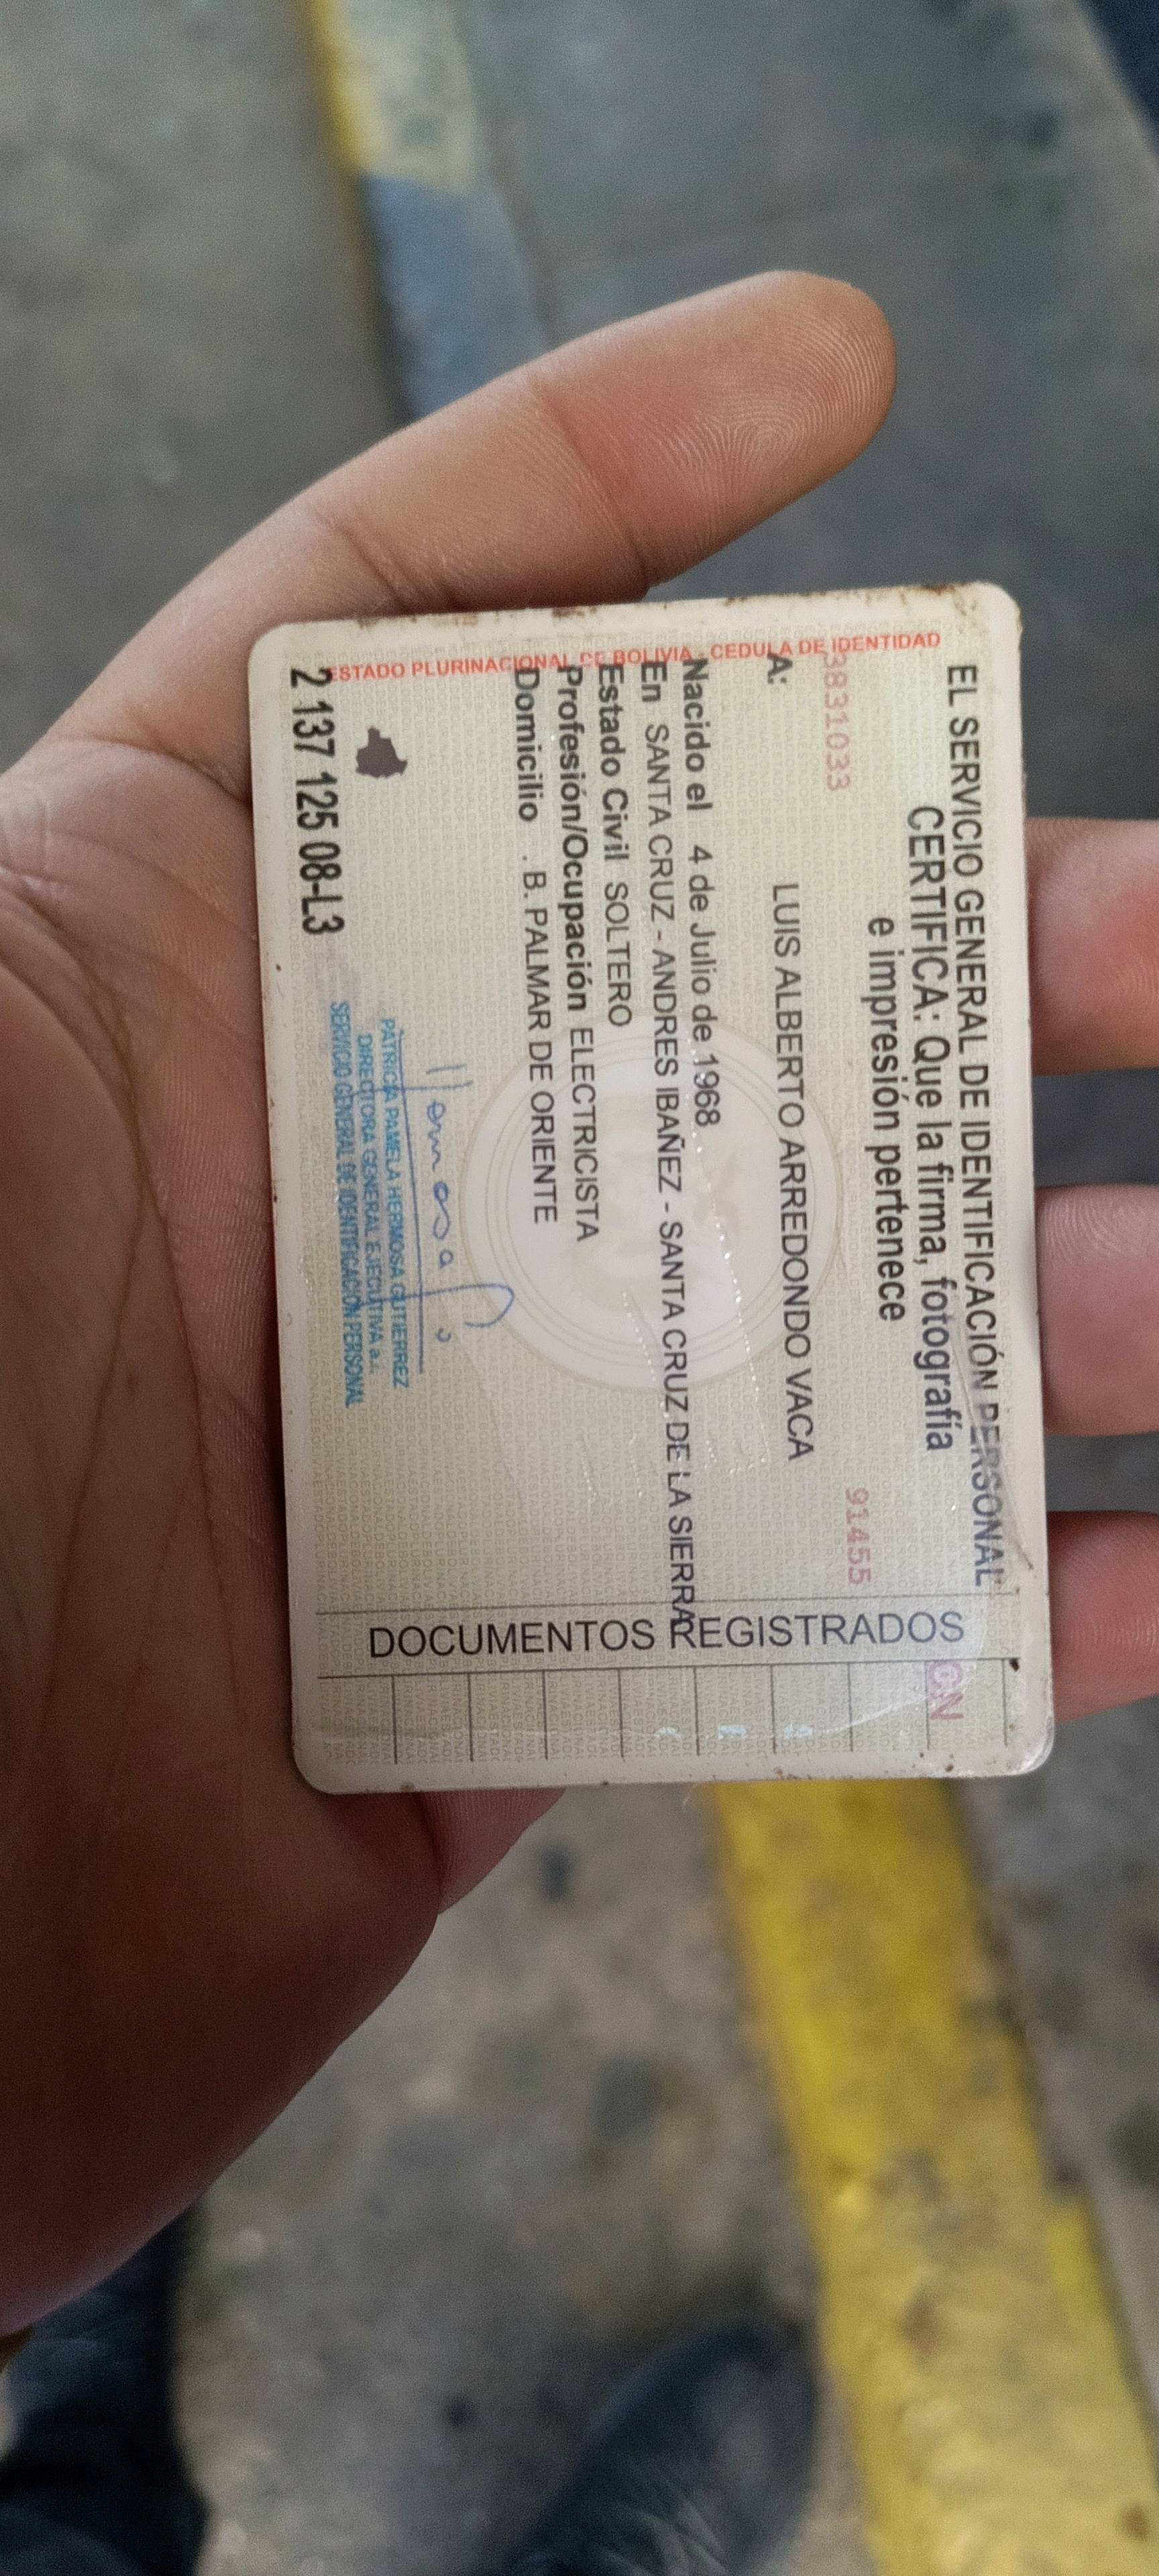 EL SERVICIO GENERAL DE IDENTIFICACIÓN PERSONAL
CERTIFICA: Que la firma, fotografía
e impresión pertenece
3831033
91455
A: LUIS ALBERTO ARREDONDO VACA
Nacido el 4 de Julio de 1968
En SANTA CRUZ - ANDRES IBAÑEZ - SANTA CRUZ DE LA SIERRA
Estado Civil SOLTERO
Profesión/Ocupación ELECTRICISTA
Domicilio . B. PALMAR DE ORIENTE
Hermosa G.
PATRICIA PAMELA HERMOSA GUTIERREZ
DIRECTORA GENERAL EJECUTIVA a.i.
SERVICIO GENERAL DE IDENTIFICACIÓN PERSONAL
2 137 125 08-L3
ESTADO PLURINACIONAL DE BOLIVIA - CEDULA DE IDENTIDAD
DOCUMENTOS REGISTRADOS
CN